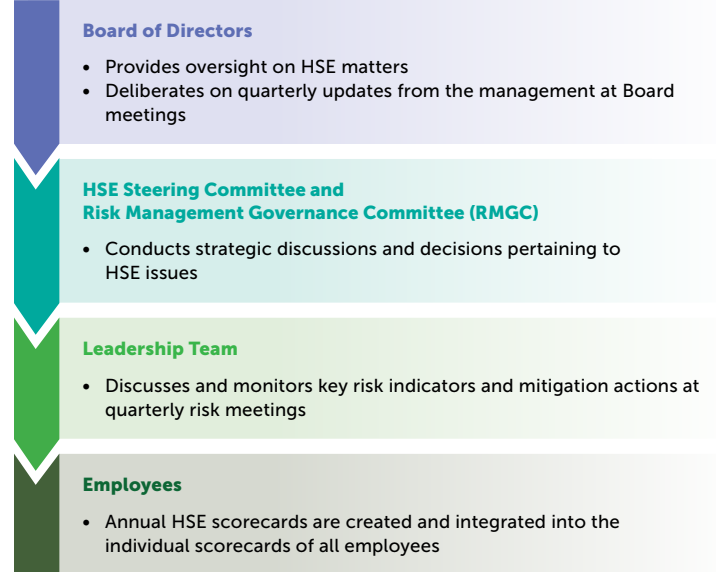 Board of Directors
• Provides oversight on HSE matters
• Deliberates on quarterly updates from the management at Board
meetings
HSE Steering Committee and
Risk Management Governance Committee (RMGC)
• Conducts strategic discussions and decisions pertaining to
HSE issues
Leadership Team
• Discusses and monitors key risk indicators and mitigation actions at
quarterly risk meetings
Employees
• Annual HSE scorecards are created and integrated into the
individual scorecards of all employees